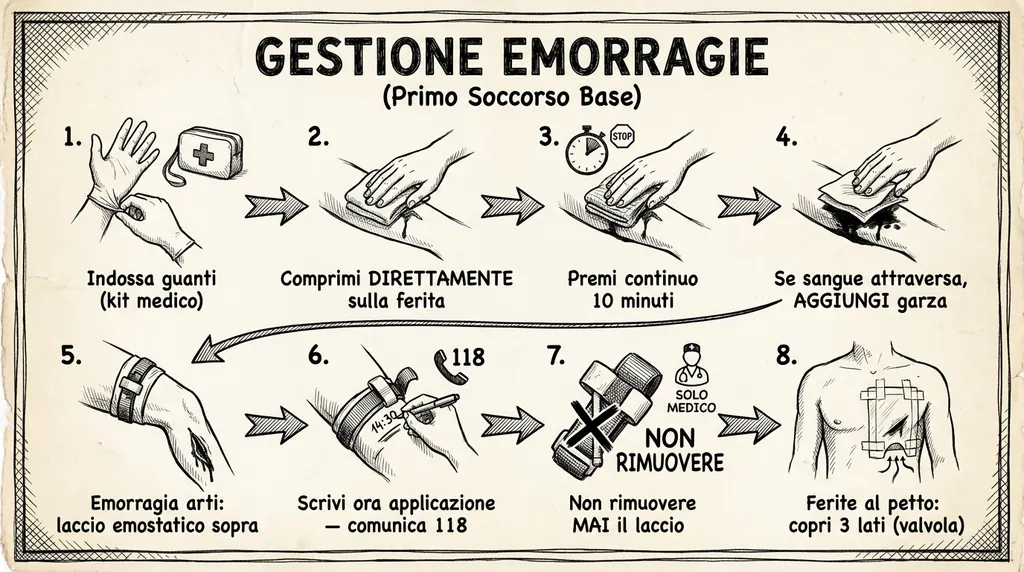 GESTIONE EMORRAGIE
(Primo Soccorso Base)
1.
Indossa guanti
(kit medico)
2.
Comprimi DIRETTAMENTE
sulla ferita
3.
STOP
Premi continuo
10 minuti
4.
Se sangue attraversa,
AGGIUNGI garza
5.
Emorragia arti:
laccio emostatico sopra
6.
118
14:30
Scrivi ora applicazione
— comunica 118
7.
SOLO
MEDICO
NON
RIMUOVERE
Non rimuovere
MAI il laccio
8.
Ferite al petto:
copri 3 lati (valvola)